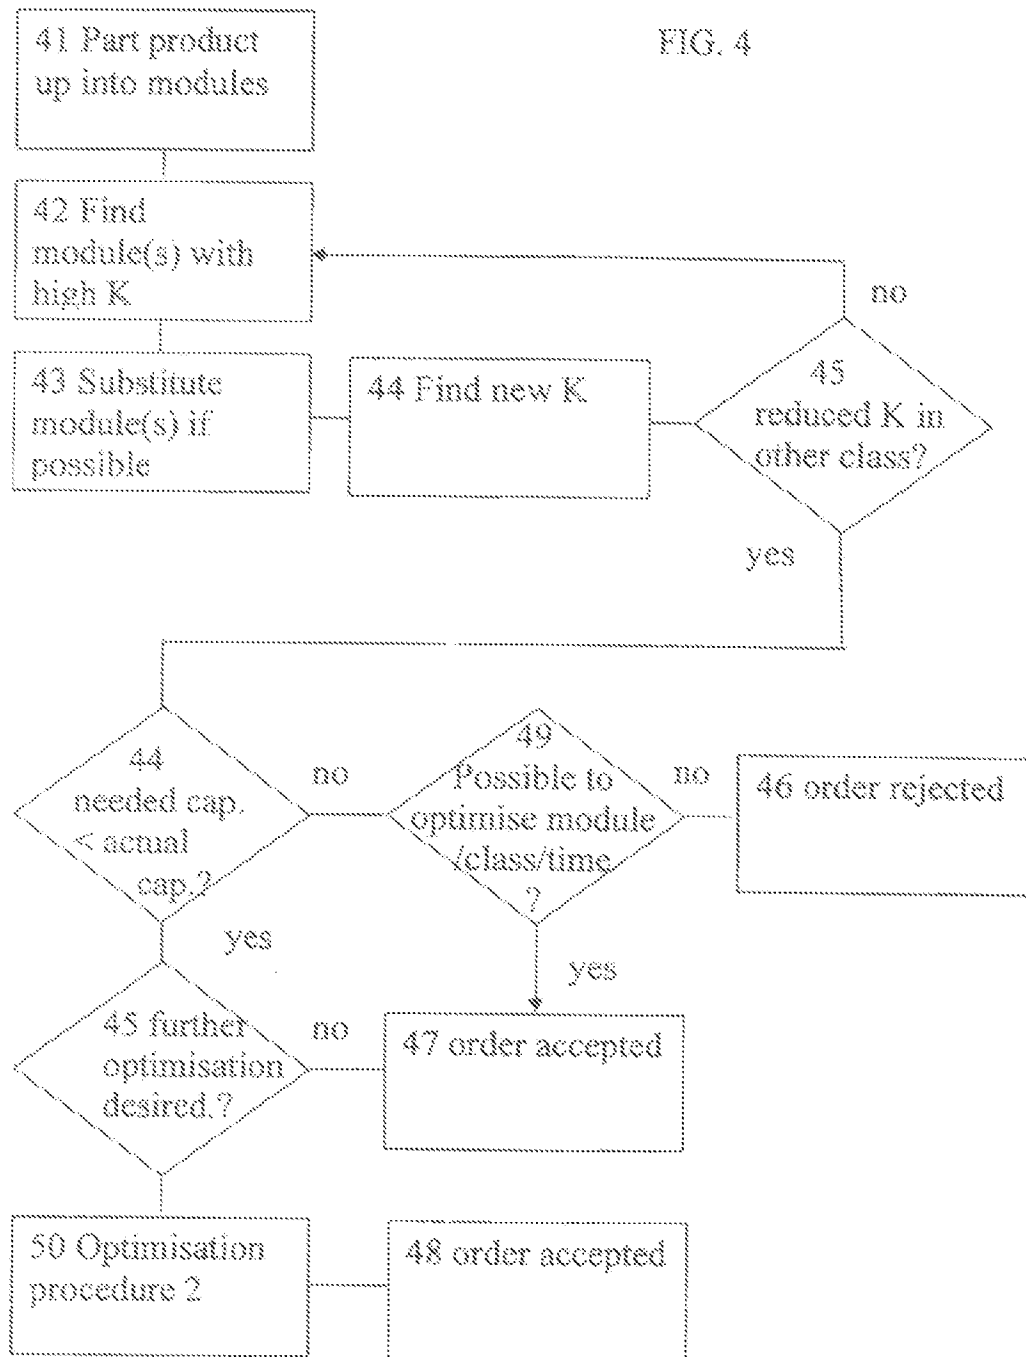 FIG. 4
41 Part product
up into modules
42 Find
module(s) with
high K
43 Substitute
module(s) if
possible
44 Find new K
45
reduced K in
other class?
no
yes
44
needed cap.
< actual
cap.?
no
49
Possible to
optimise module
/class/time
?
no
46 order rejected
yes
yes
45 further
optimisation
desired.?
no
47 order accepted
50 Optimisation
procedure 2
48 order accepted